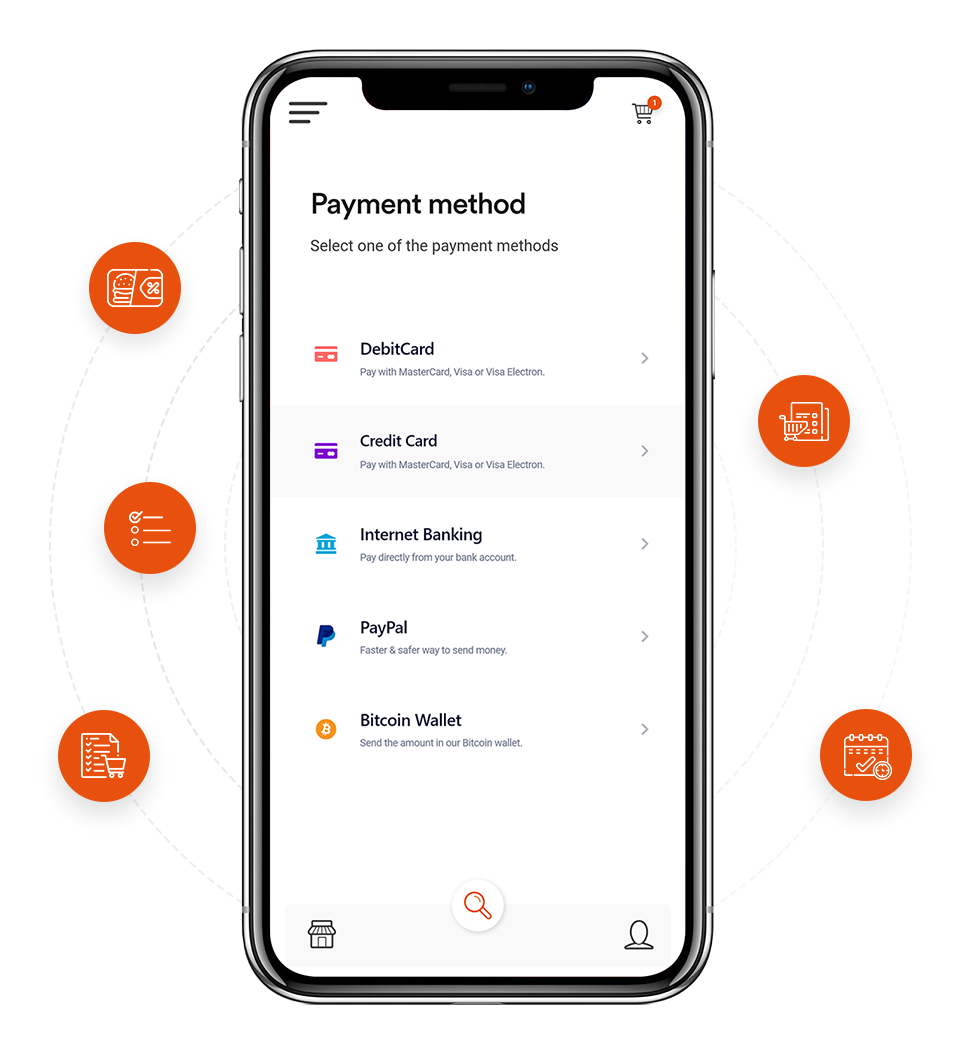 1
Payment method
Select one of the payment methods
DebitCard
Pay with MasterCard, Visa or Visa Electron.
Credit Card
Pay with MasterCard, Visa or Visa Electron.
Internet Banking
Pay directly from your bank account.
PayPal
Faster & safer way to send money.
Bitcoin Wallet
Send the amount in our Bitcoin wallet.